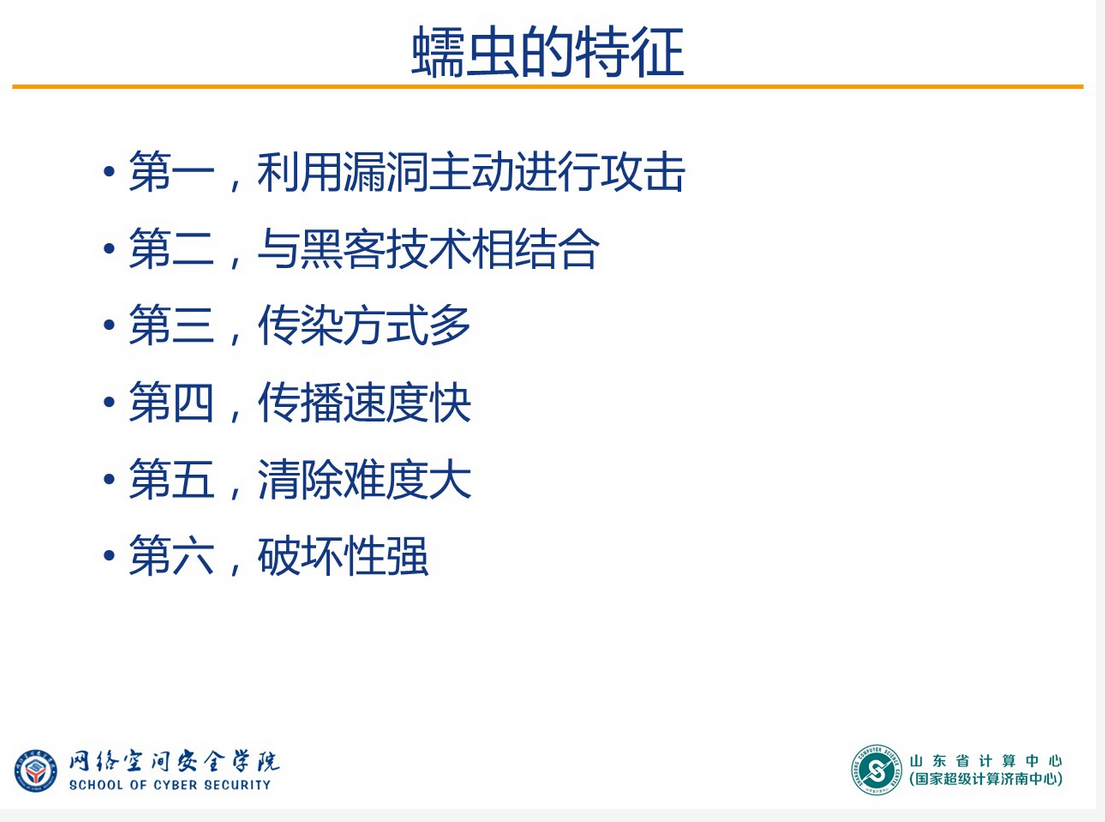 蠕虫的特征
• 第一，利用漏洞主动进行攻击
• 第二，与黑客技术相结合
• 第三，传染方式多
• 第四，传播速度快
• 第五，清除难度大
• 第六，破坏性强
网络空间安全学院
SCHOOL OF CYBER SECURITY
山东省计算中心
(国家超级计算济南中心)